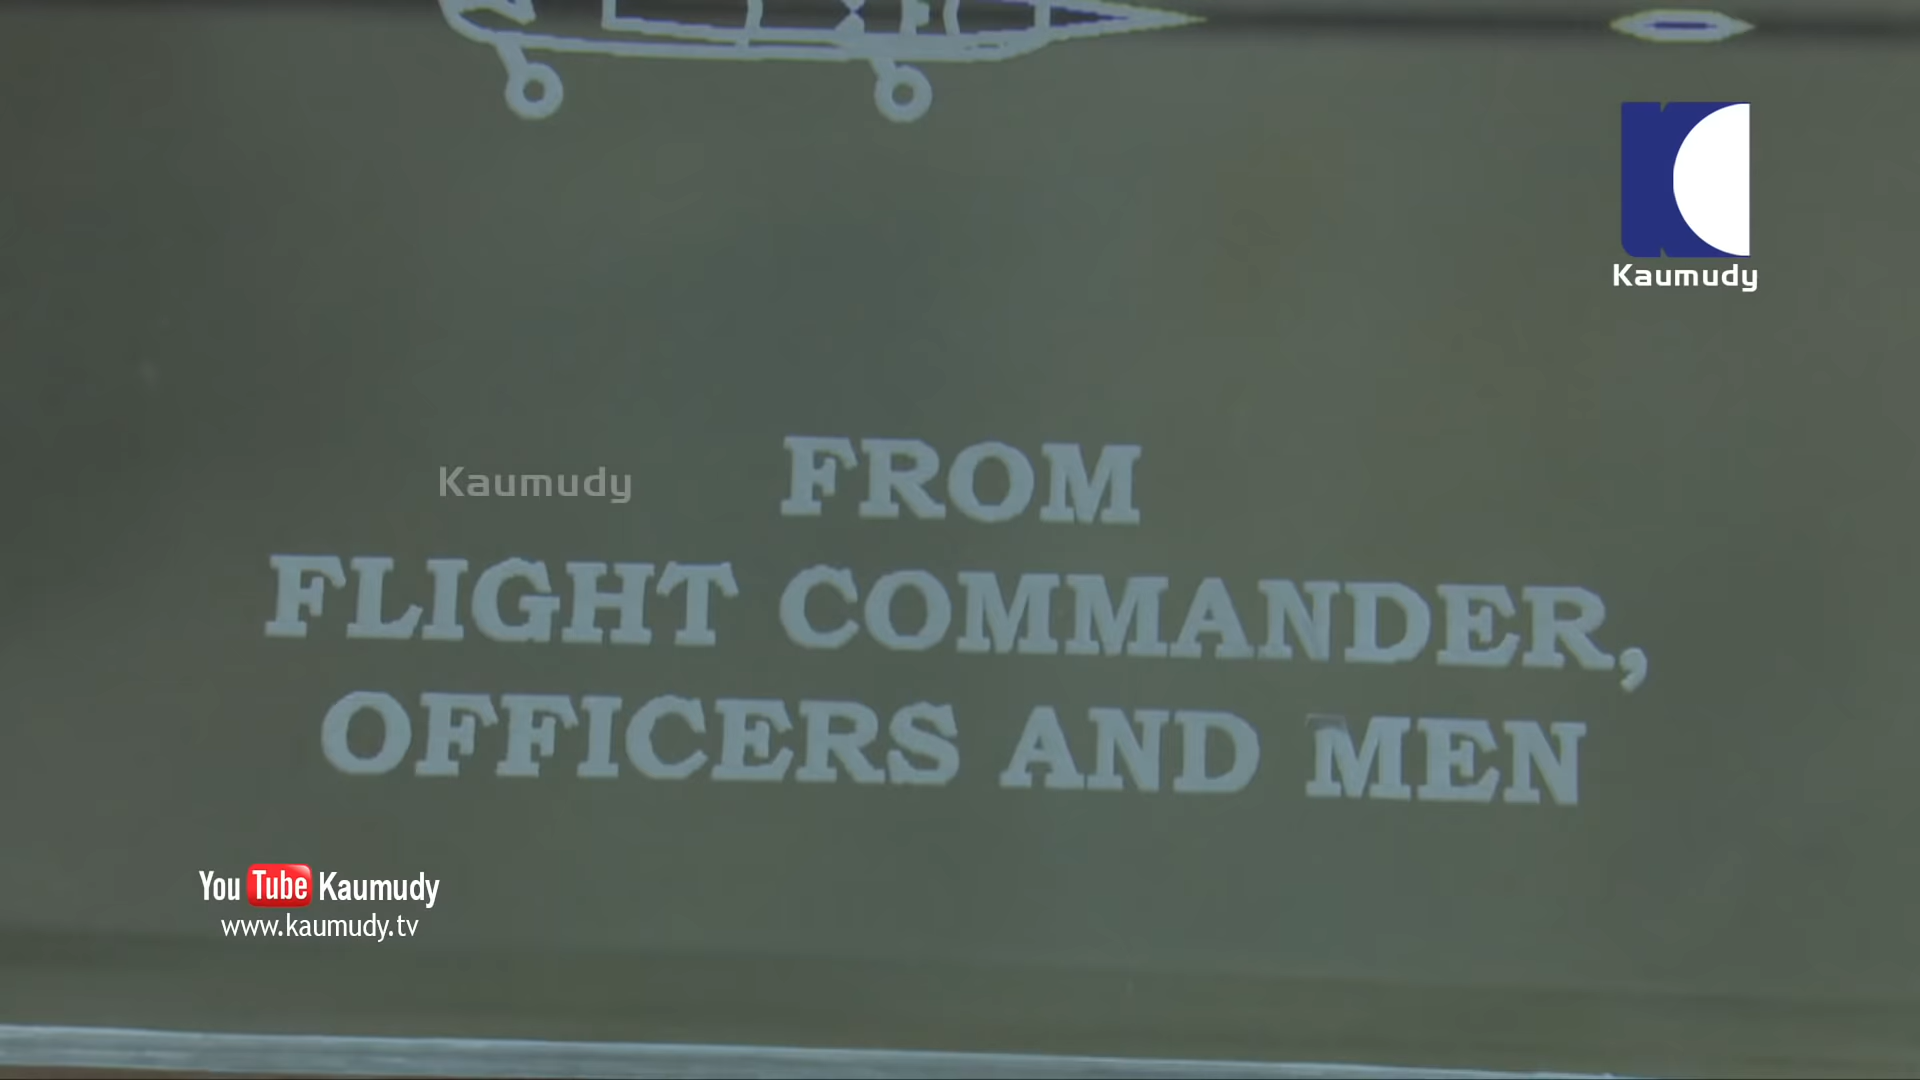 Kaumudy
Kaumudy
FROM
FLIGHT COMMANDER,
OFFICERS AND MEN
You Tube Kaumudy
www.kaumudy.tv